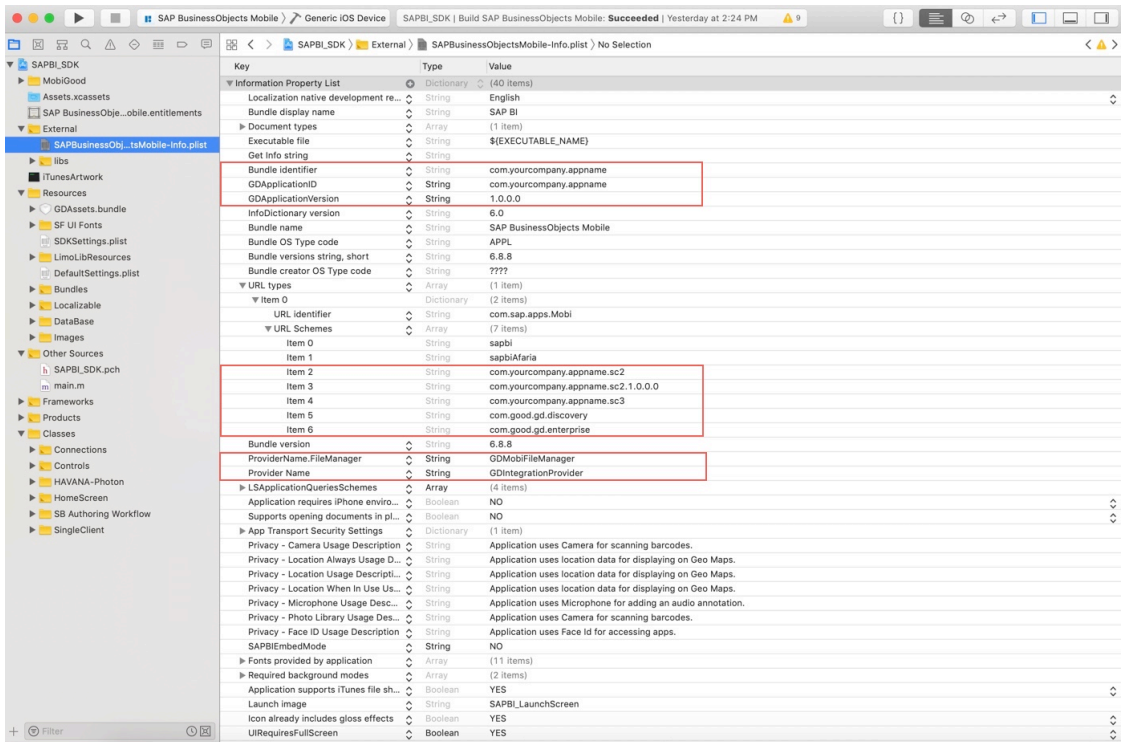 SAP BusinessObjects Mobile Generic iOS Device SAPBI_SDK | Build SAP BusinessObjects Mobile: Succeeded | Yesterday at 2:24 PM 9
SAPBI_SDK External SAPBusinessObjectsMobile-Info.plist No Selection
SAPBI_SDK
MobiGood
Assets.xcassets
SAP BusinessObje...obile.entitlements
External
SAPBusinessObj...tsMobile-Info.plist
libs
iTunesArtwork
Resources
GDAssets.bundle
SF UI Fonts
SDKSettings.plist
LimoLibResources
DefaultSettings.plist
Bundles
Localizable
DataBase
Images
Other Sources
SAPBI_SDK.pch
main.m
Frameworks
Products
Classes
Connections
Controls
HAVANA-Photon
HomeScreen
SB Authoring Workflow
SingleClient
Filter
Key Type Value
Information Property List Dictionary (40 items)
Localization native development re... String English
Bundle display name String SAP BI
Document types Array (1 item)
Executable file String ${EXECUTABLE_NAME}
Get Info string String
Bundle identifier String com.yourcompany.appname
GDApplicationID String com.yourcompany.appname
GDApplicationVersion String 1.0.0.0
InfoDictionary version String 6.0
Bundle name String SAP BusinessObjects Mobile
Bundle OS Type code String APPL
Bundle versions string, short String 6.8.8
Bundle creator OS Type code String ????
URL types Array (1 item)
Item 0 Dictionary (2 items)
URL identifier String com.sap.apps.Mobi
URL Schemes Array (7 items)
Item 0 String sapbi
Item 1 String sapbiAfaria
Item 2 String com.yourcompany.appname.sc2
Item 3 String com.yourcompany.appname.sc2.1.0.0.0
Item 4 String com.yourcompany.appname.sc3
Item 5 String com.good.gd.discovery
Item 6 String com.good.gd.enterprise
Bundle version String 6.8.8
ProviderName.FileManager String GDMobiFileManager
Provider Name String GDIntegrationProvider
LSApplicationQueriesSchemes Array (4 items)
Application requires iPhone enviro... Boolean NO
Supports opening documents in pl... Boolean NO
App Transport Security Settings Dictionary (1 item)
Privacy - Camera Usage Description String Application uses Camera for scanning barcodes.
Privacy - Location Always Usage D... String Application uses location data for displaying on Geo Maps.
Privacy - Location Usage Descripti... String Application uses location data for displaying on Geo Maps.
Privacy - Location When In Use Us... String Application uses location data for displaying on Geo Maps.
Privacy - Microphone Usage Desc... String Application uses Microphone for adding an audio annotation.
Privacy - Photo Library Usage Des... String Application uses Camera for scanning barcodes.
Privacy - Face ID Usage Description String Application uses Face Id for accessing apps.
SAPBIEmbedMode String NO
Fonts provided by application Array (11 items)
Required background modes Array (2 items)
Application supports iTunes file sh... Boolean YES
Launch image String SAPBI_LaunchScreen
Icon already includes gloss effects Boolean YES
UIRequiresFullScreen Boolean YES